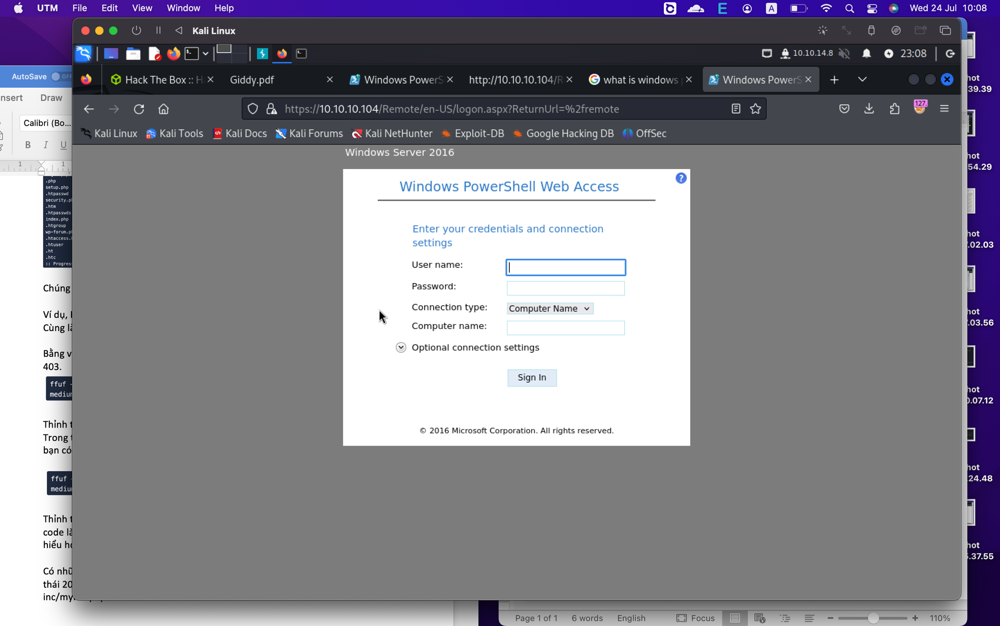 UTM File Edit View Window Help
A
Wed 24 Jul 10:08
Kali Linux
10.10.14.8
23:08
AutoSave OFF
Hack The Box :: H
Giddy.pdf
Windows PowerS
http://10.10.10.104/R
what is windows
Windows PowerS
nsert Draw
https://10.10.10.104/Remote/en-US/logon.aspx?ReturnUrl=%2fremote
127.
Calibri (Bo...
Kali Linux Kali Tools Kali Docs Kali Forums Kali NetHunter Exploit-DB Google Hacking DB OffSec
B I U
1 1
Windows Server 2016
Windows PowerShell Web Access
?
Enter your credentials and connection
settings
User name:
Password:
Connection type: Computer Name
Computer name:
Optional connection settings
Sign In
© 2016 Microsoft Corporation. All rights reserved.
.php
setup.php
.htpasswd
security.p
.htm
.htpasswds
index.php
.htgroup
wp-forum.p
.htaccess.
.htuser
.ht
.htc
:: Progres
Chúng
Ví dụ,
Cùng
Bằng v
403.
ffuf -
medium
Thỉnh t
Trong t
bạn có
ffuf -
medium
Thỉnh t
code là
hiểu
Có
thái 20
inc/my
hot
39.39
hot
54.29
hot
.02.03
hot
.03.56
hot
.07.12
hot
24.48
hot
.37.55
Page 1 of 1 6 words English Focus 110%